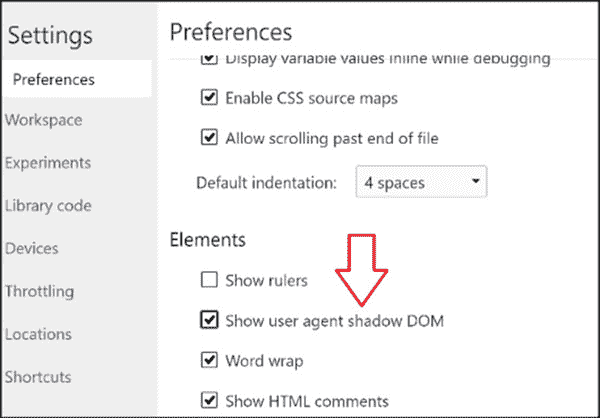 Settings
Preferences
Workspace
Experiments
Library code
Devices
Throttling
Locations
Shortcuts
Preferences
Display variable values inline while debugging
Enable CSS source maps
Allow scrolling past end of file
Default indentation: 4 spaces
Elements
Show rulers
Show user agent shadow DOM
Word wrap
Show HTML comments